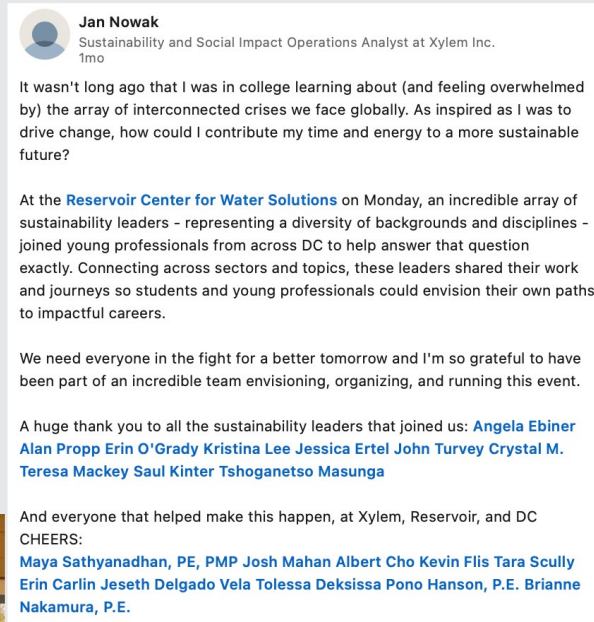 Jan Nowak
Sustainability and Social Impact Operations Analyst at Xylem Inc.
1mo
It wasn't long ago that I was in college learning about (and feeling overwhelmed
by) the array of interconnected crises we face globally. As inspired as I was to
drive change, how could I contribute my time and energy to a more sustainable
future?
At the Reservoir Center for Water Solutions on Monday, an incredible array of
sustainability leaders - representing a diversity of backgrounds and disciplines -
joined young professionals from across DC to help answer that question
exactly. Connecting across sectors and topics, these leaders shared their work
and journeys so students and young professionals could envision their own paths
to impactful careers.
We need everyone in the fight for a better tomorrow and I'm so grateful to have
been part of an incredible team envisioning, organizing, and running this event.
A huge thank you to all the sustainability leaders that joined us: Angela Ebiner
Alan Propp Erin O'Grady Kristina Lee Jessica Ertel John Turvey Crystal M.
Teresa Mackey Saul Kinter Tshoganetso Masunga
And everyone that helped make this happen, at Xylem, Reservoir, and DC
CHEERS:
Maya Sathyanadhan, PE, PMP Josh Mahan Albert Cho Kevin Flis Tara Scully
Erin Carlin Jeseth Delgado Vela Tolessa Deksissa Pono Hanson, P.E. Brianne
Nakamura, P.E.